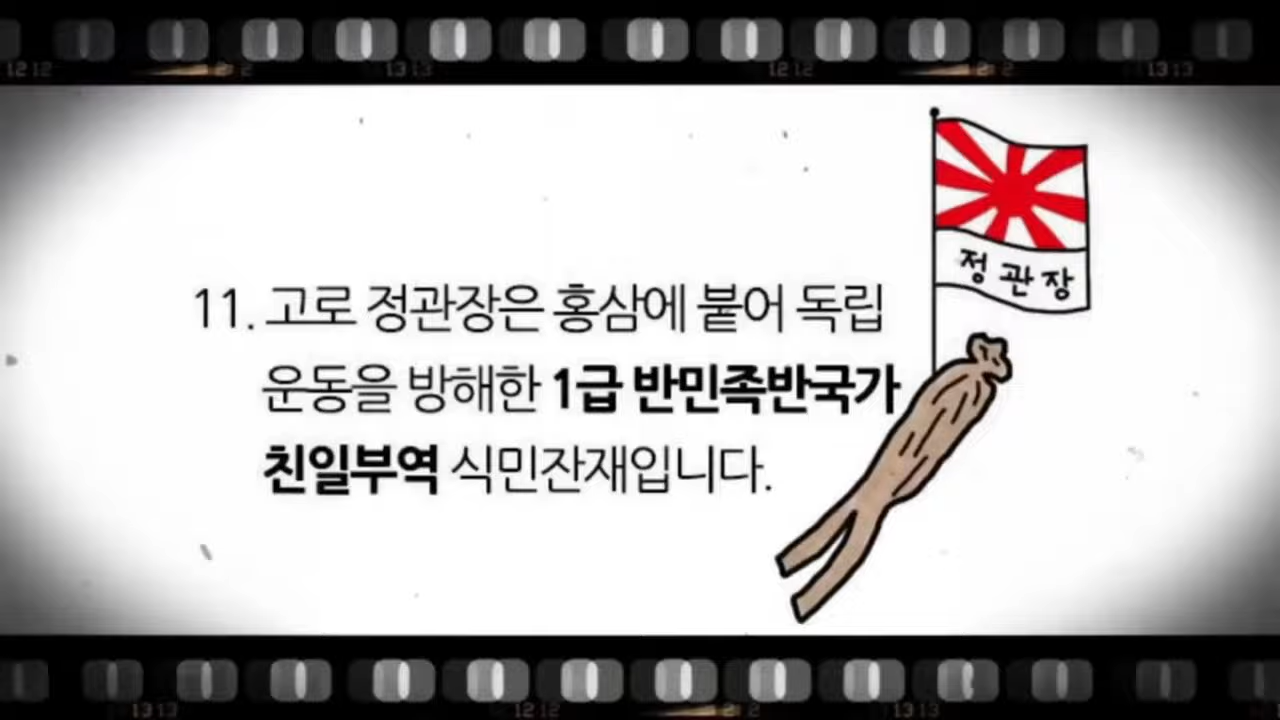 정관장
11. 고로 정관장은 홍삼에 붙어 독립
운동을 방해한 1급 반민족반국가
친일부역 식민잔재입니다.